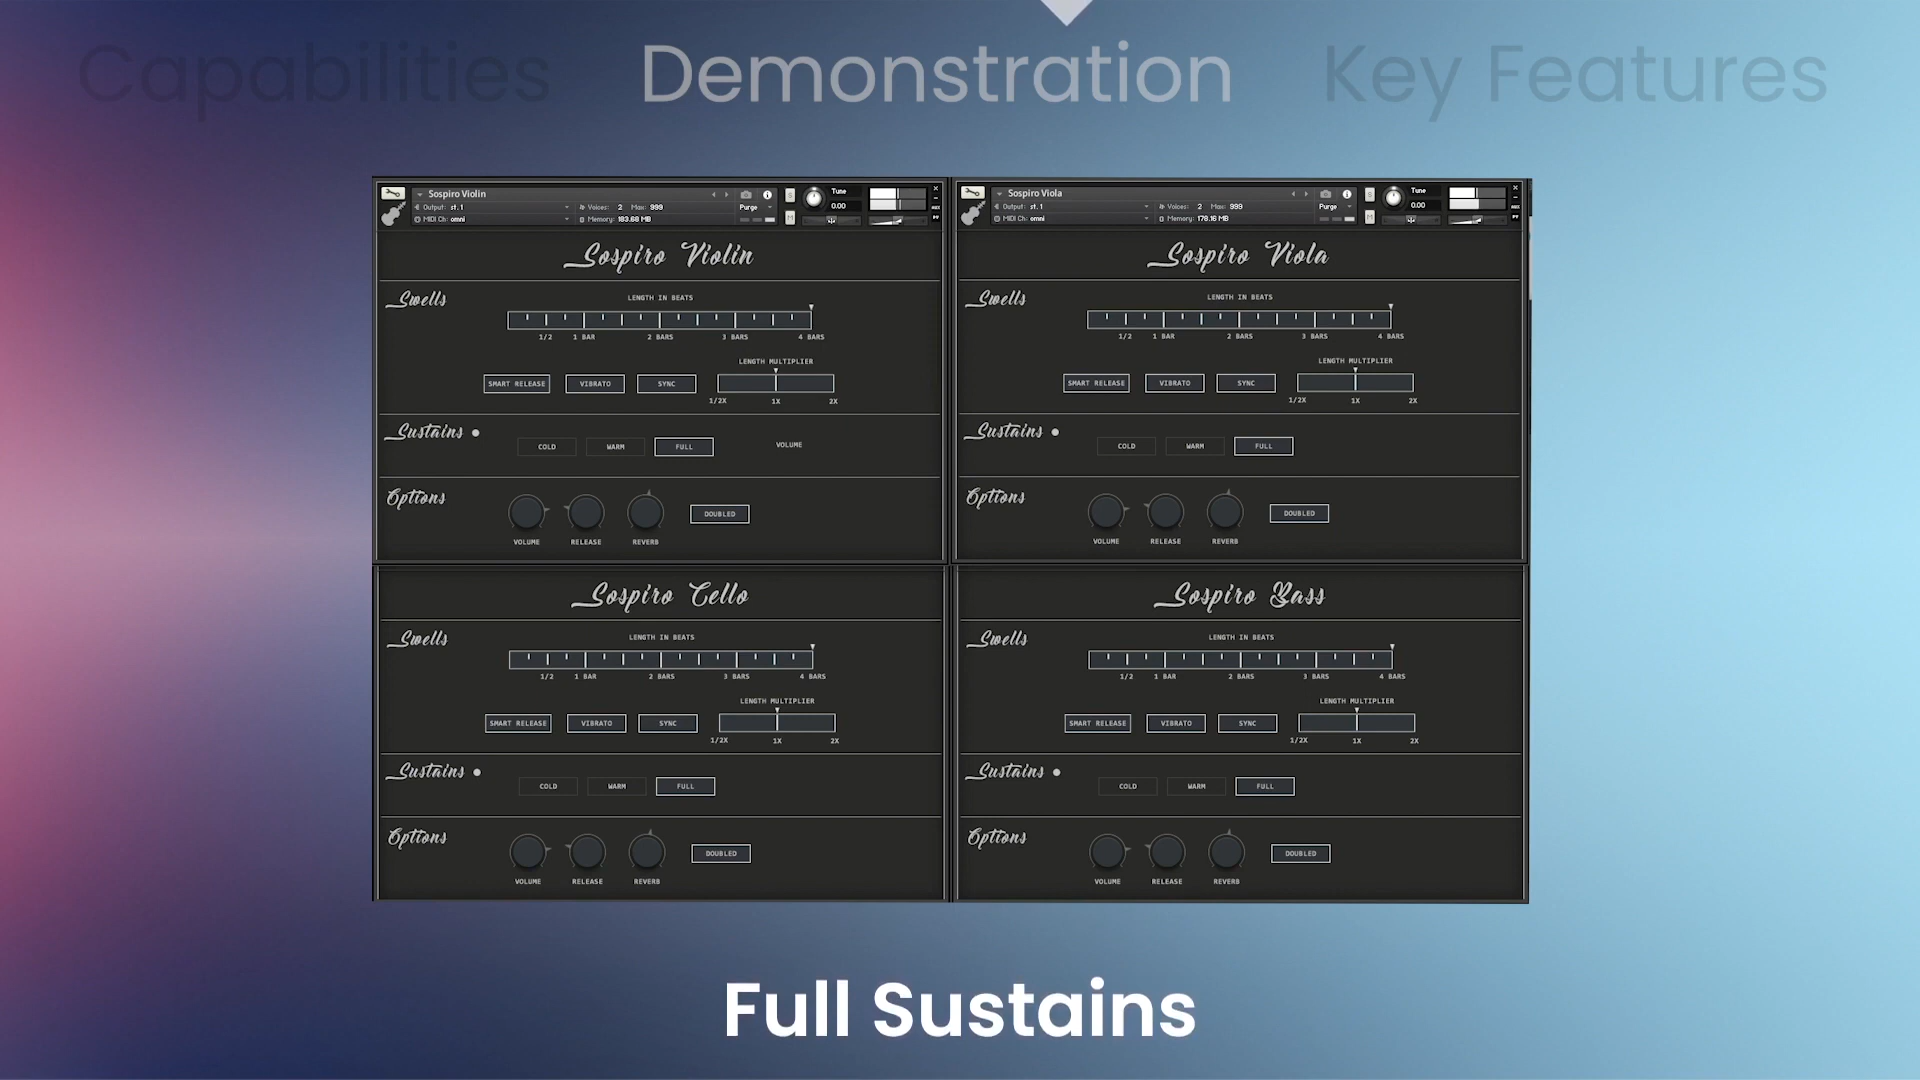 Capabilities Demonstration Key Features
Sospiro Violin
Output: st.1 Voices: 2 Max: 999 Purge
MIDI Ch: omni Memory: 183.68 MB
S
M
Tune
0.00
Sospiro Viola
Output: st.1 Voices: 2 Max: 999 Purge
MIDI Ch: omni Memory: 178.16 MB
S
M
Tune
0.00
Sospiro Violin
Swells
LENGTH IN BEATS
1/2 1 BAR 2 BARS 3 BARS 4 BARS
LENGTH MULTIPLIER
SMART RELEASE VIBRATO SYNC
1/2X 1X 2X
Sustains
COLD WARM FULL VOLUME
Options
DOUBLED
VOLUME RELEASE REVERB
Sospiro Viola
Swells
LENGTH IN BEATS
1/2 1 BAR 2 BARS 3 BARS 4 BARS
LENGTH MULTIPLIER
SMART RELEASE VIBRATO SYNC
1/2X 1X 2X
Sustains
COLD WARM FULL
Options
DOUBLED
VOLUME RELEASE REVERB
Sospiro Cello
Swells
LENGTH IN BEATS
1/2 1 BAR 2 BARS 3 BARS 4 BARS
LENGTH MULTIPLIER
SMART RELEASE VIBRATO SYNC
1/2X 1X 2X
Sustains
COLD WARM FULL
Options
DOUBLED
VOLUME RELEASE REVERB
Sospiro Bass
Swells
LENGTH IN BEATS
1/2 1 BAR 2 BARS 3 BARS 4 BARS
LENGTH MULTIPLIER
SMART RELEASE VIBRATO SYNC
1/2X 1X 2X
Sustains
COLD WARM FULL
Options
DOUBLED
VOLUME RELEASE REVERB
Full Sustains